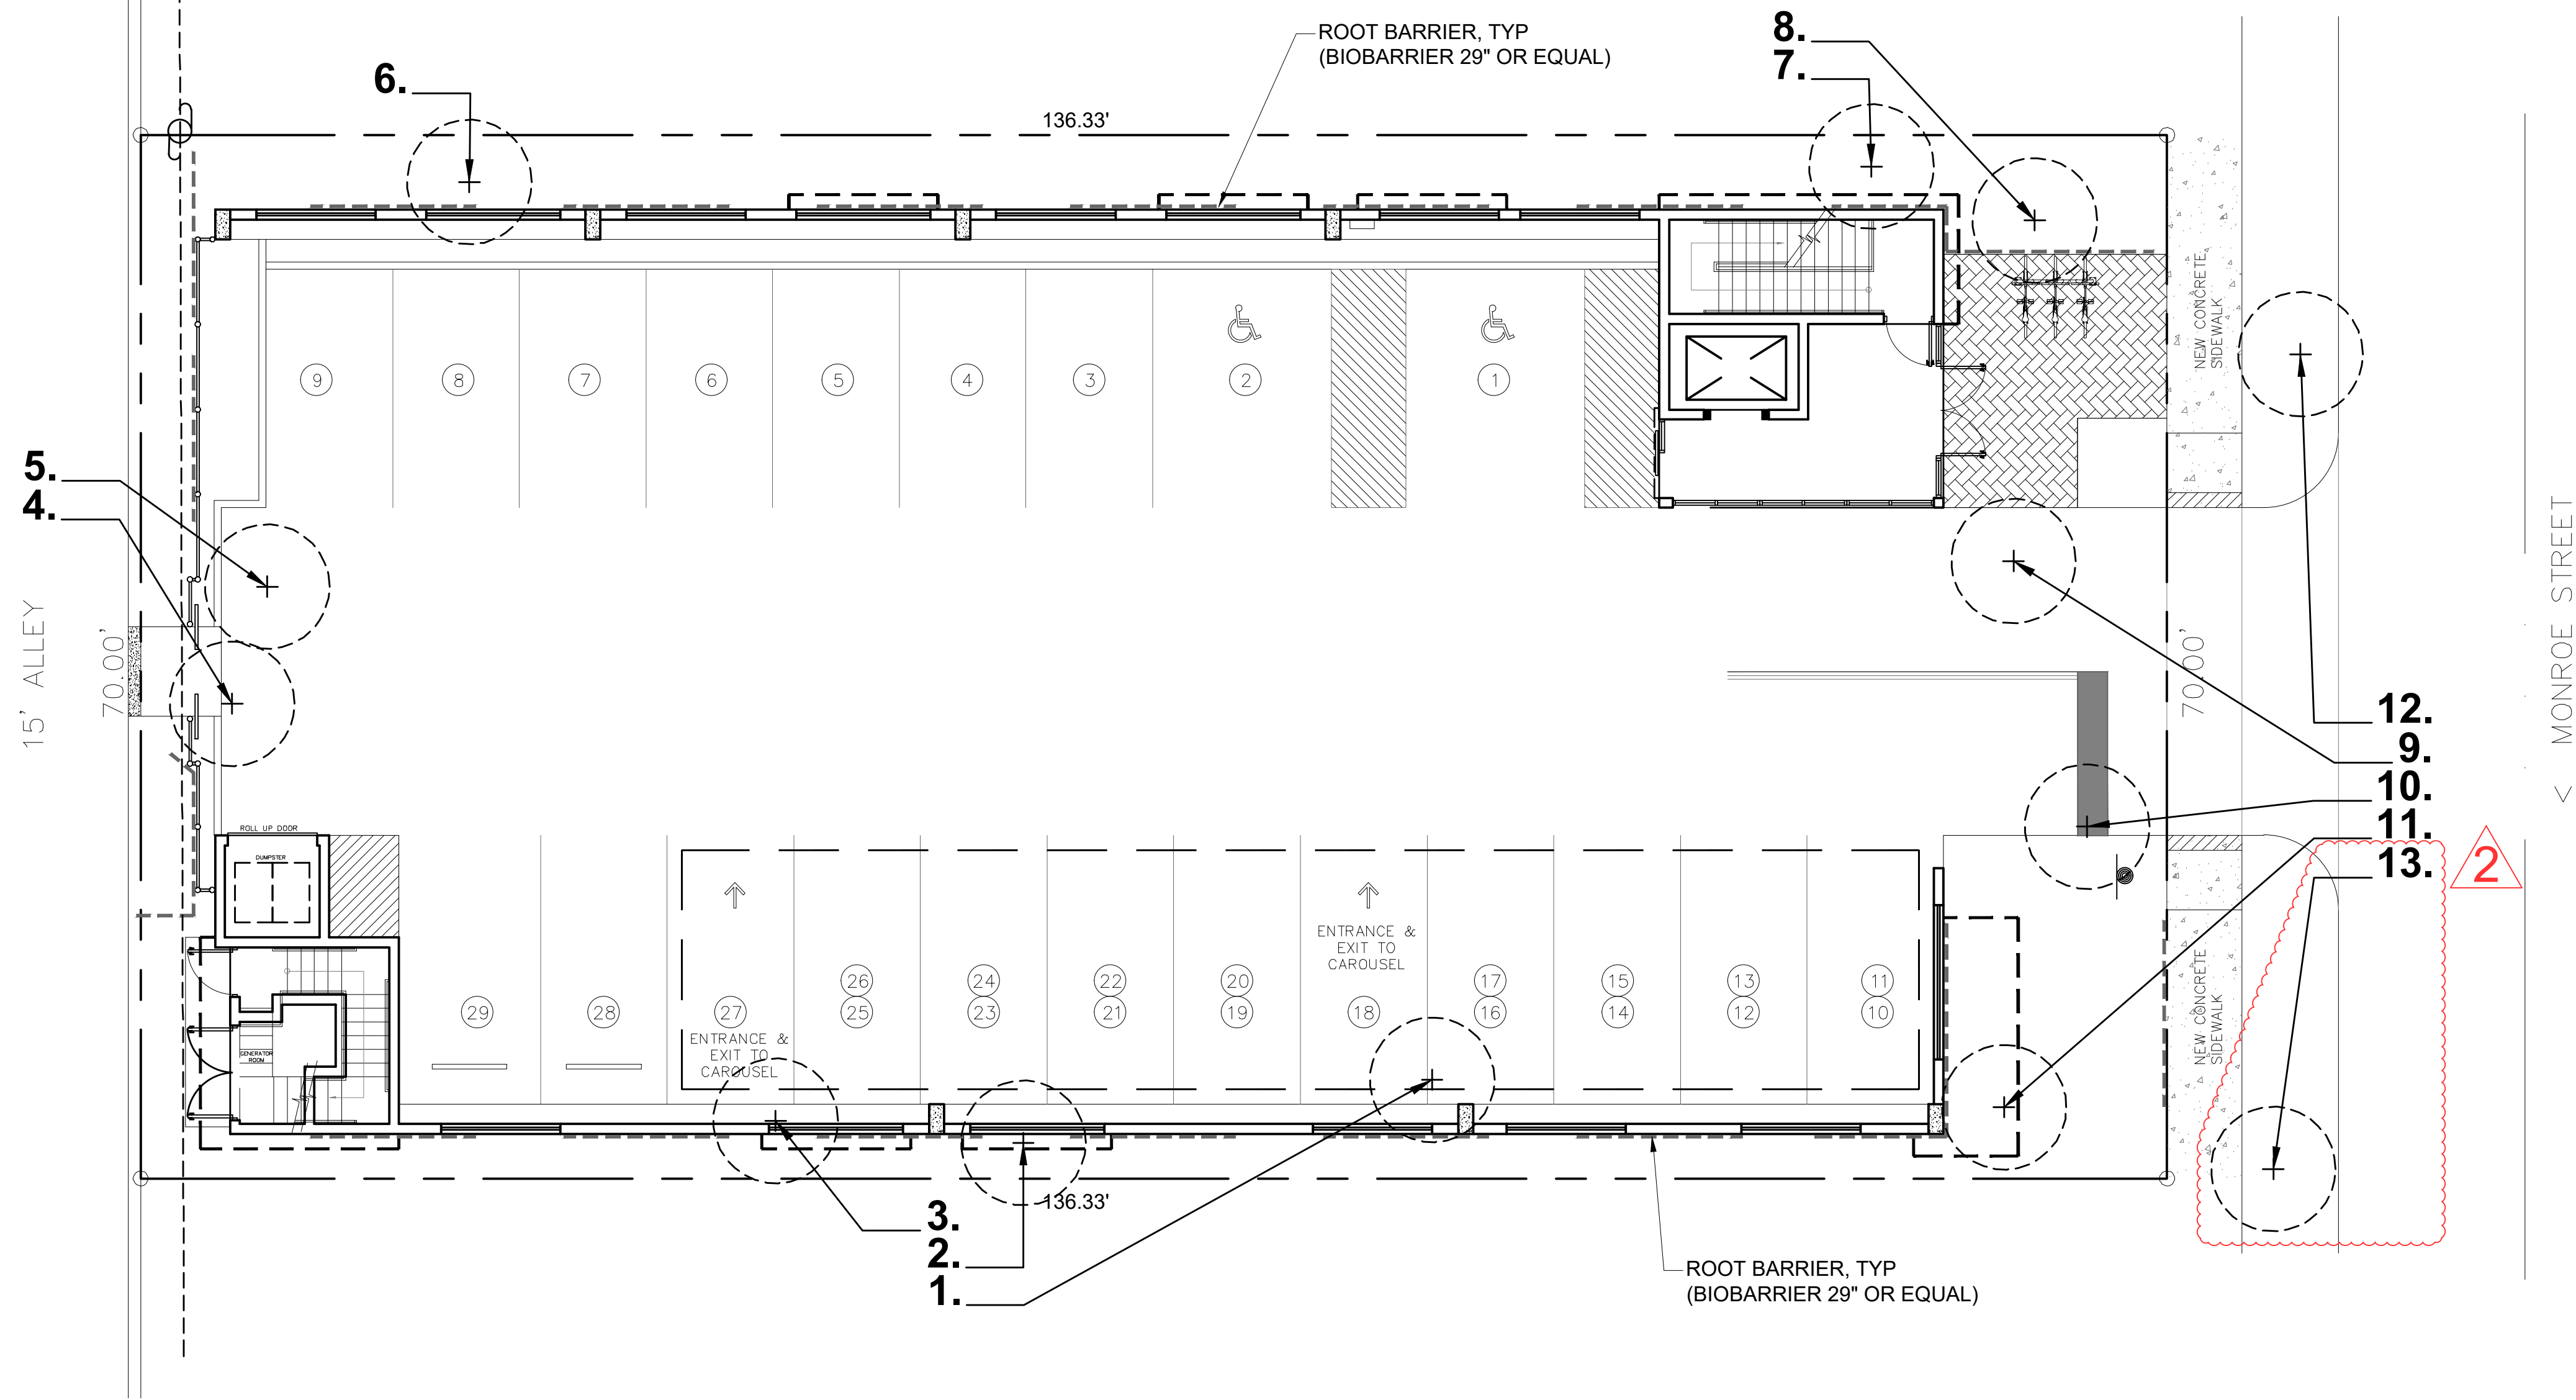 ROOT BARRIER, TYP
(BIOBARRIER 29" OR EQUAL)
8.
7.
6.
136.33'
NEW CONCRETE
SIDEWALK
9
8
7
6
5
4
3
2
1
5.
4.
15' ALLEY
70.00'
70.00'
< MONROE STREET
12.
9.
10.
11.
13.
2
ROLL UP DOOR
DUMPSTER
GENERATOR
ROOM
ENTRANCE &
EXIT TO
CAROUSEL
29
28
27
26
25
24
23
22
21
20
19
18
17
16
15
14
13
12
11
10
ENTRANCE &
EXIT TO
CAROUSEL
NEW CONCRETE
SIDEWALK
3.
2.
1.
136.33'
ROOT BARRIER, TYP
(BIOBARRIER 29" OR EQUAL)